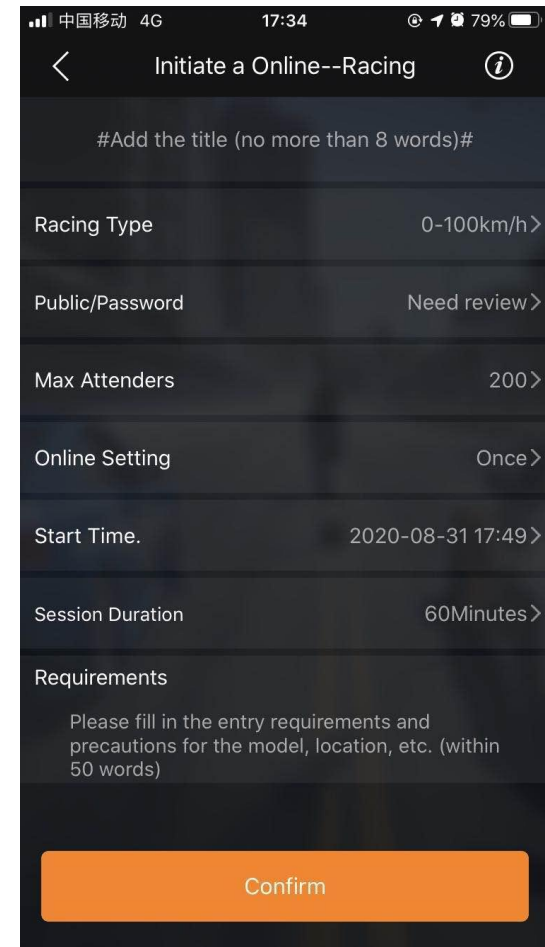 中国移动 4G 17:34 79%
Initiate a Online--Racing i
#Add the title (no more than 8 words)#
Racing Type 0-100km/h
Public/Password Need review
Max Attenders 200
Online Setting Once
Start Time. 2020-08-31 17:49
Session Duration 60Minutes
Requirements
Please fill in the entry requirements and
precautions for the model, location, etc. (within
50 words)
Confirm